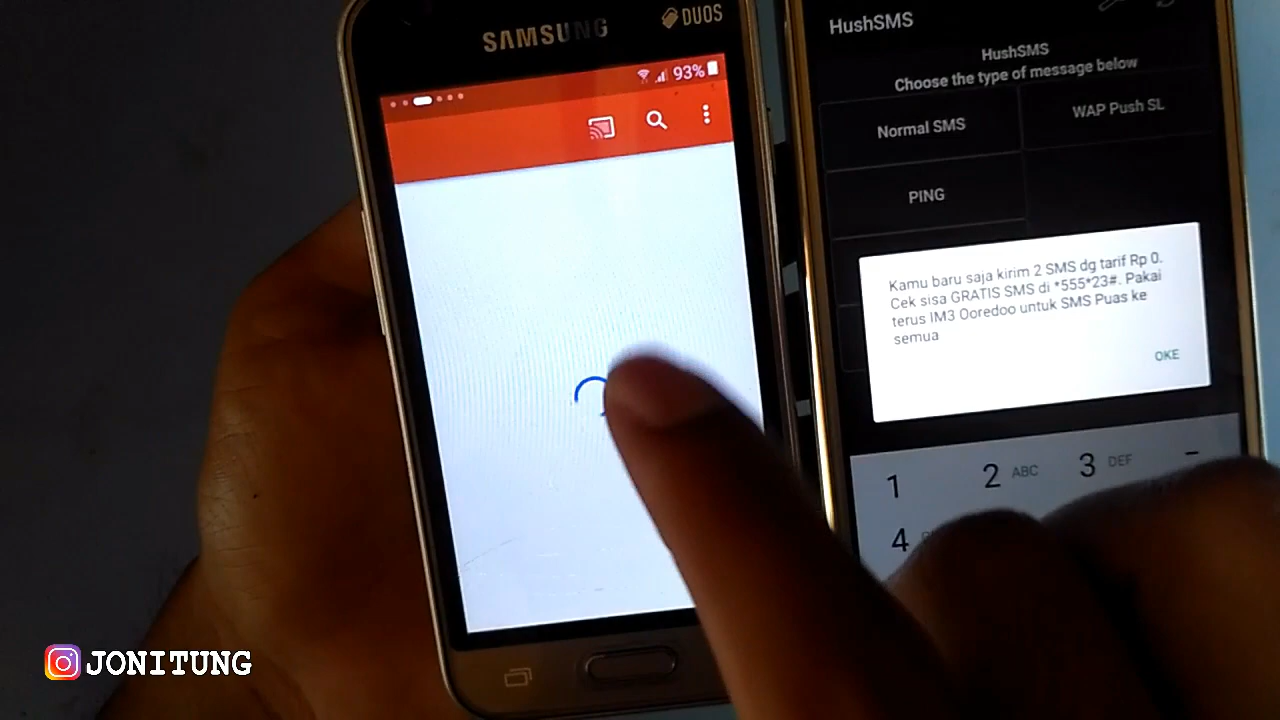 SAMSUNG
DUOS
93%
HushSMS
HushSMS
Choose the type of message below
Normal SMS
WAP Push SL
PING
Kamu baru saja kirim 2 SMS dg tarif Rp 0.
Cek sisa GRATIS SMS di *555*23#. Pakai
terus IM3 Ooredoo untuk SMS Puas ke
semua
OKE
1
2 ABC
3 DEF
-
4
JONITUNG